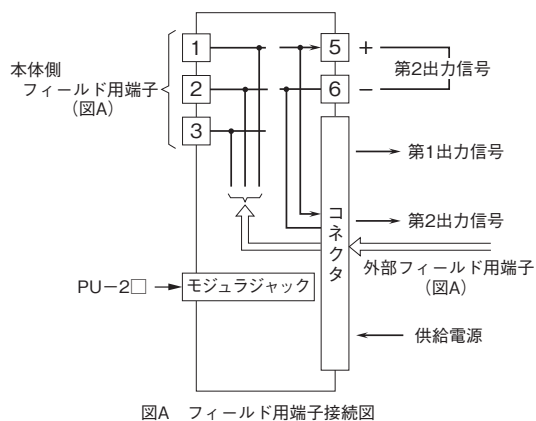 1
2
3
本体側
フィールド用端子
(図A)
5
+
6
−
第2出力信号
第1出力信号
第2出力信号
コネクタ
外部フィールド用端子
(図A)
PU−2□
モジュラジャック
供給電源
図A フィールド用端子接続図